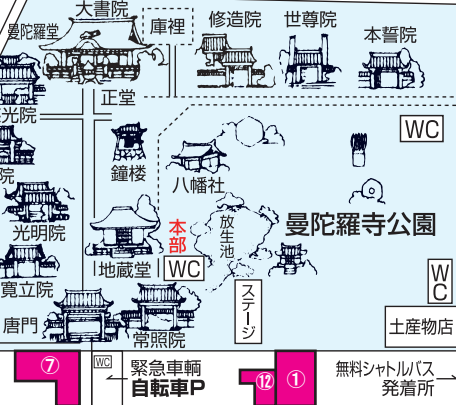 大書院
曼陀羅堂
庫裡
修造院
世尊院
本誓院
正堂
光院
WC
鐘楼
八幡社
院
光明院
本部
放生池
曼陀羅寺公園
地蔵堂
WC
寛立院
ステージ
WC
唐門
常照院
土産物店
⑦
WC
緊急車輌
自転車P
⑫
①
無料シャトルバス
発着所